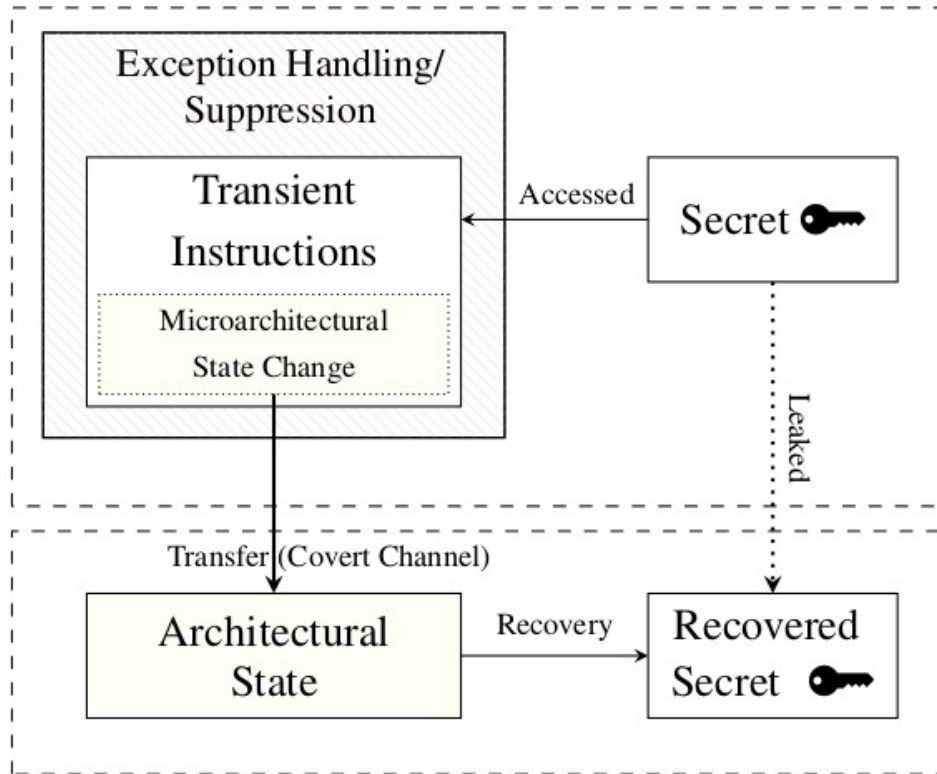 Exception Handling/
Suppression
Transient
Instructions
Microarchitectural
State Change
Accessed
Secret
Leaked
Transfer (Covert Channel)
Architectural
State
Recovery
Recovered
Secret